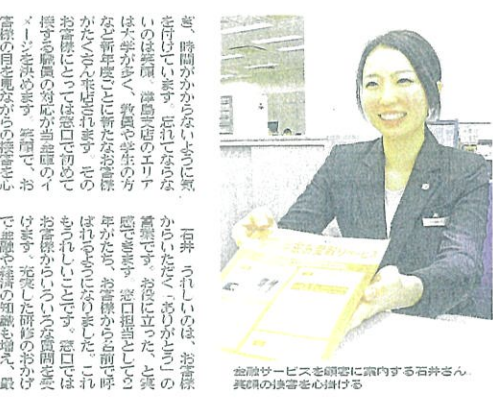 き、時間がかからないように気
を付けています。忘れてならな
いのは笑顔。津島支店のエリア
は大学が多く、教員や学生の方
など新年度ごとに新たなお客様
がたくさん来店されます。その
お客様にとっては窓口で初めて
接する職員の対応が当金庫のイ
メージを決めます。笑顔で、お
客様の目を見ながらの接客を心
石井　うれしいのは、お客様
からいただく「ありがとう」の
言葉です。お役に立った、と実
感できます。窓口担当として2
年がたち、お客様から名前で呼
ばれるようになりました。これ
もうれしいことです。窓口では
お客様からいろいろな質問を受
けます。充実した研修のおかげ
で金融や経済の知識も増え、最
金融サービスを顧客に案内する石井さん。
笑顔の接客を心掛ける